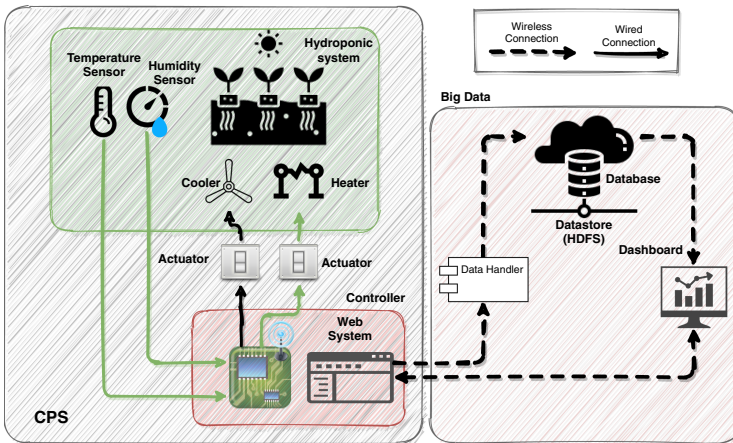 Hydroponic
system
Temperature
Sensor
Humidity
Sensor
Cooler
Heater
Actuator
Actuator
Controller
Web
System
CPS
Wireless
Connection
Wired
Connection
Big Data
Database
Datastore
(HDFS)
Dashboard
Data Handler